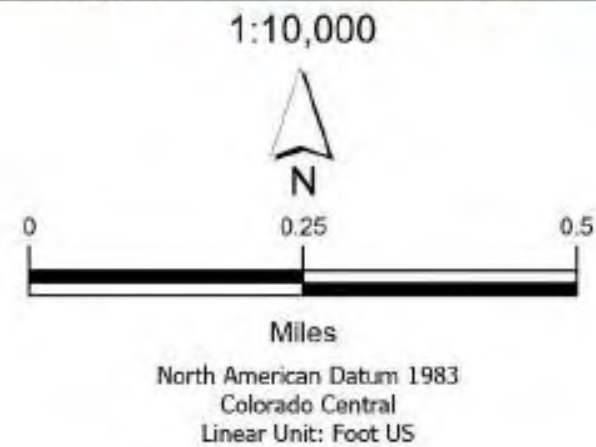 1:10,000
N
0 0.25 0.5
Miles
North American Datum 1983
Colorado Central
Linear Unit: Foot US